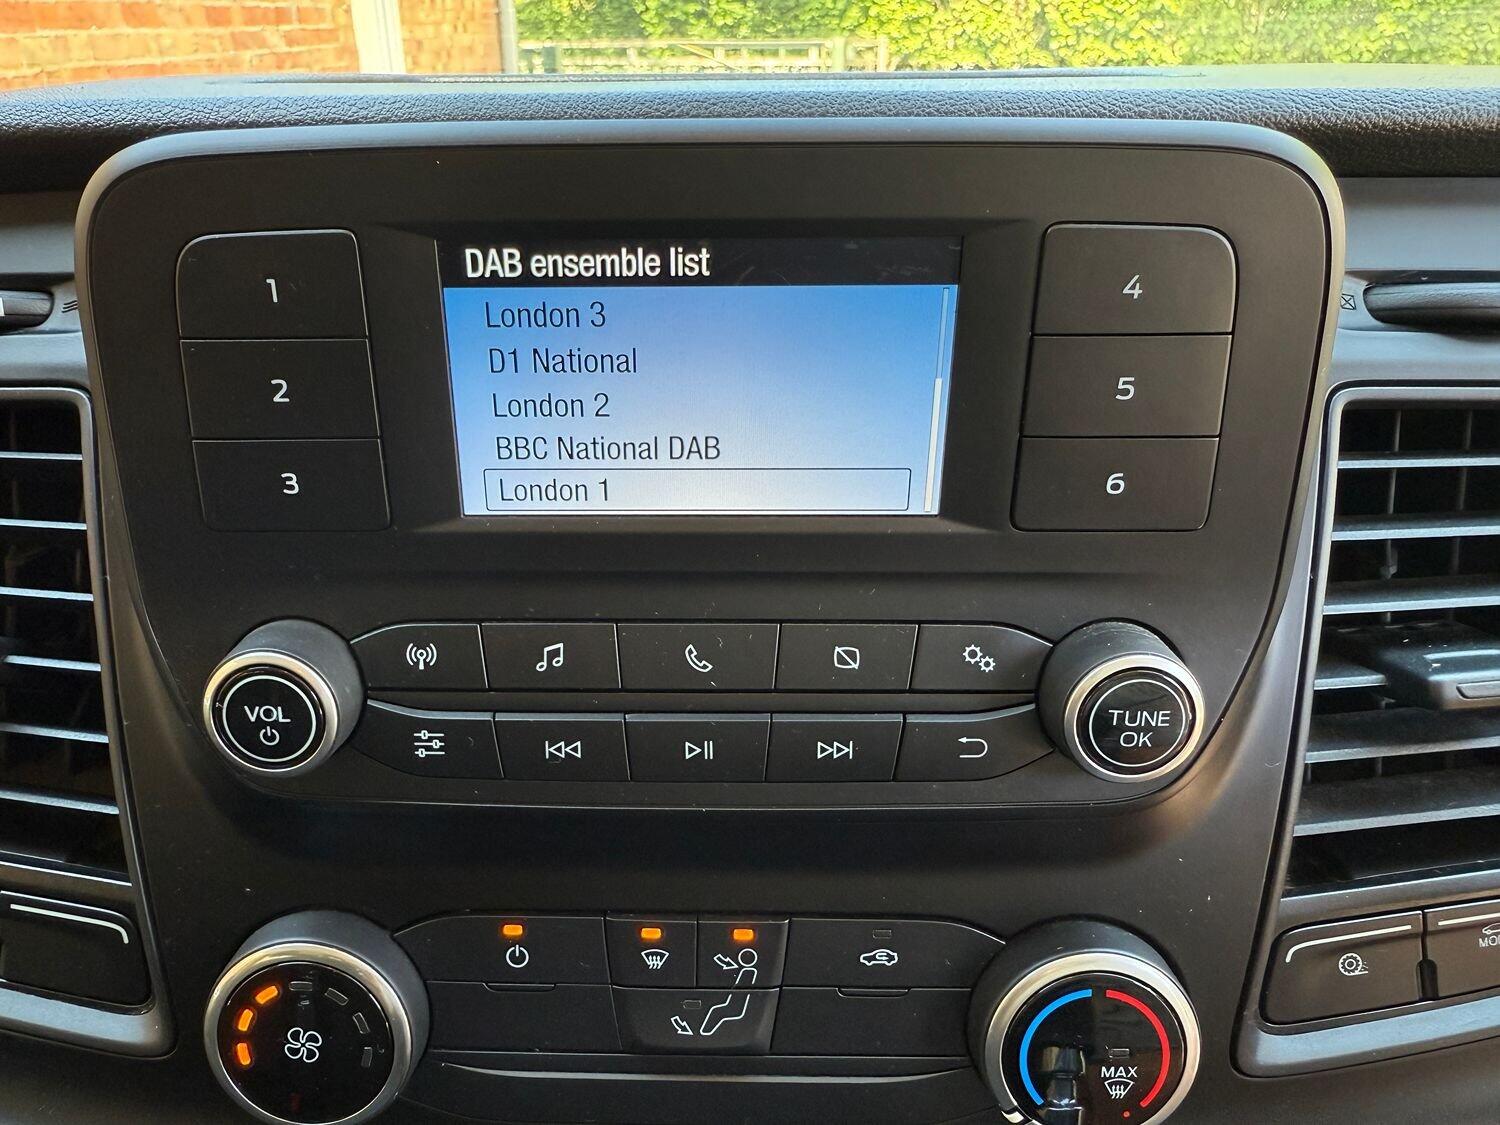 DAB ensemble list
London 3
D1 National
London 2
BBC National DAB
London 1
1
2
3
4
5
6
VOL
TUNE
OK
MAX